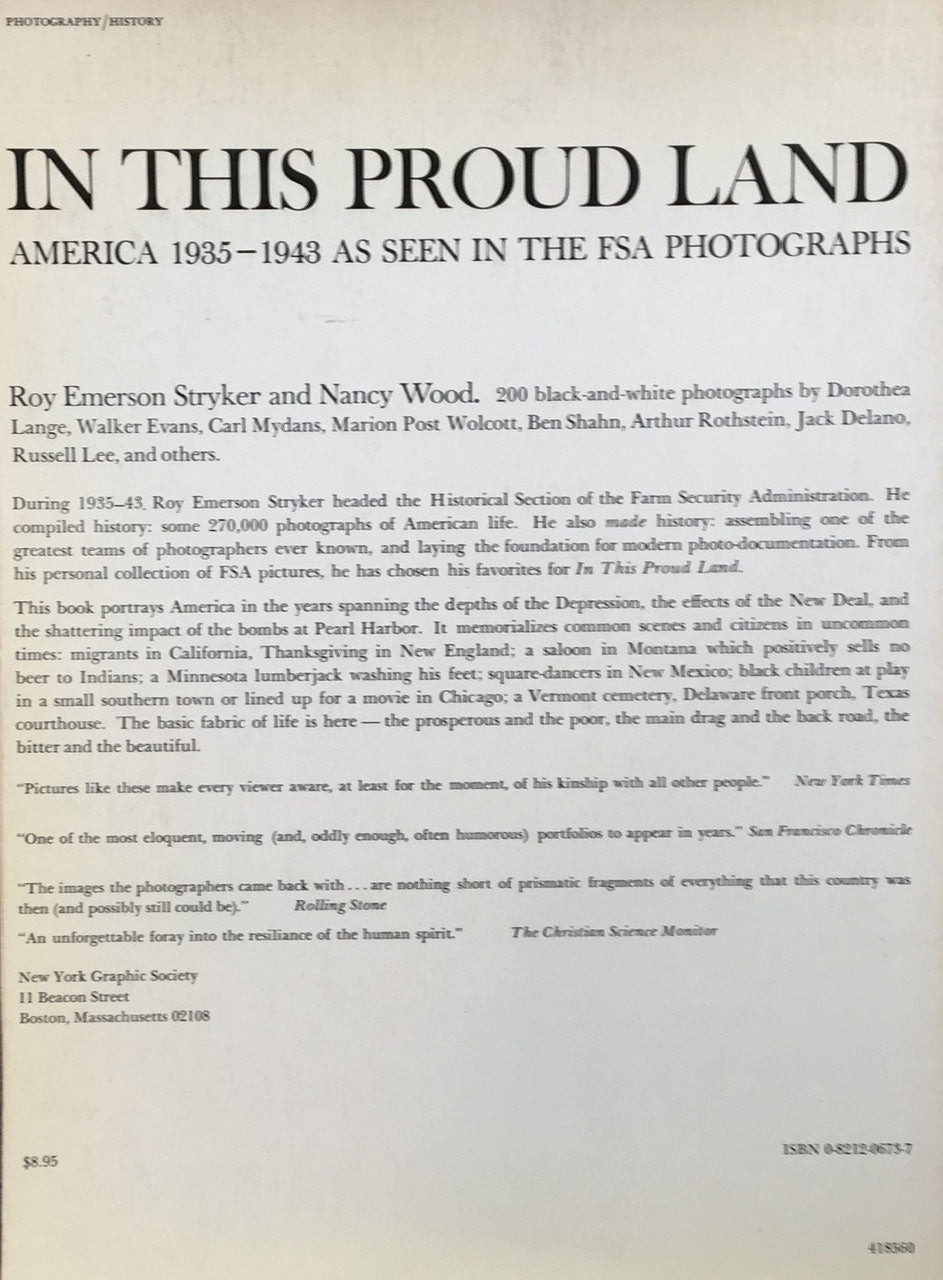 PHOTOGRAPHY/HISTORY
IN THIS PROUD LAND
AMERICA 1935–1943 AS SEEN IN THE FSA PHOTOGRAPHS
Roy Emerson Stryker and Nancy Wood. 200 black-and-white photographs by Dorothea
Lange, Walker Evans, Carl Mydans, Marion Post Wolcott, Ben Shahn, Arthur Rothstein, Jack Delano,
Russell Lee, and others.
During 1935–43, Roy Emerson Stryker headed the Historical Section of the Farm Security Administration. He
compiled history: some 270,000 photographs of American life. He also made history: assembling one of the
greatest teams of photographers ever known, and laying the foundation for modern photo-documentation. From
his personal collection of FSA pictures, he has chosen his favorites for In This Proud Land.
This book portrays America in the years spanning the depths of the Depression, the effects of the New Deal, and
the shattering impact of the bombs at Pearl Harbor. It memorializes common scenes and citizens in uncommon
times: migrants in California, Thanksgiving in New England; a saloon in Montana which positively sells no
beer to Indians; a Minnesota lumberjack washing his feet; square-dancers in New Mexico; black children at play
in a small southern town or lined up for a movie in Chicago; a Vermont cemetery, Delaware front porch, Texas
courthouse. The basic fabric of life is here — the prosperous and the poor, the main drag and the back road, the
bitter and the beautiful.
“Pictures like these make every viewer aware, at least for the moment, of his kinship with all other people.” New York Times
“One of the most eloquent, moving (and, oddly enough, often humorous) portfolios to appear in years.” San Francisco Chronicle
“The images the photographers came back with . . . are nothing short of prismatic fragments of everything that this country was
then (and possibly still could be).” Rolling Stone
“An unforgettable foray into the resiliance of the human spirit.” The Christian Science Monitor
New York Graphic Society
11 Beacon Street
Boston, Massachusetts 02108
$8.95
ISBN 0-8212-0673-7
418560